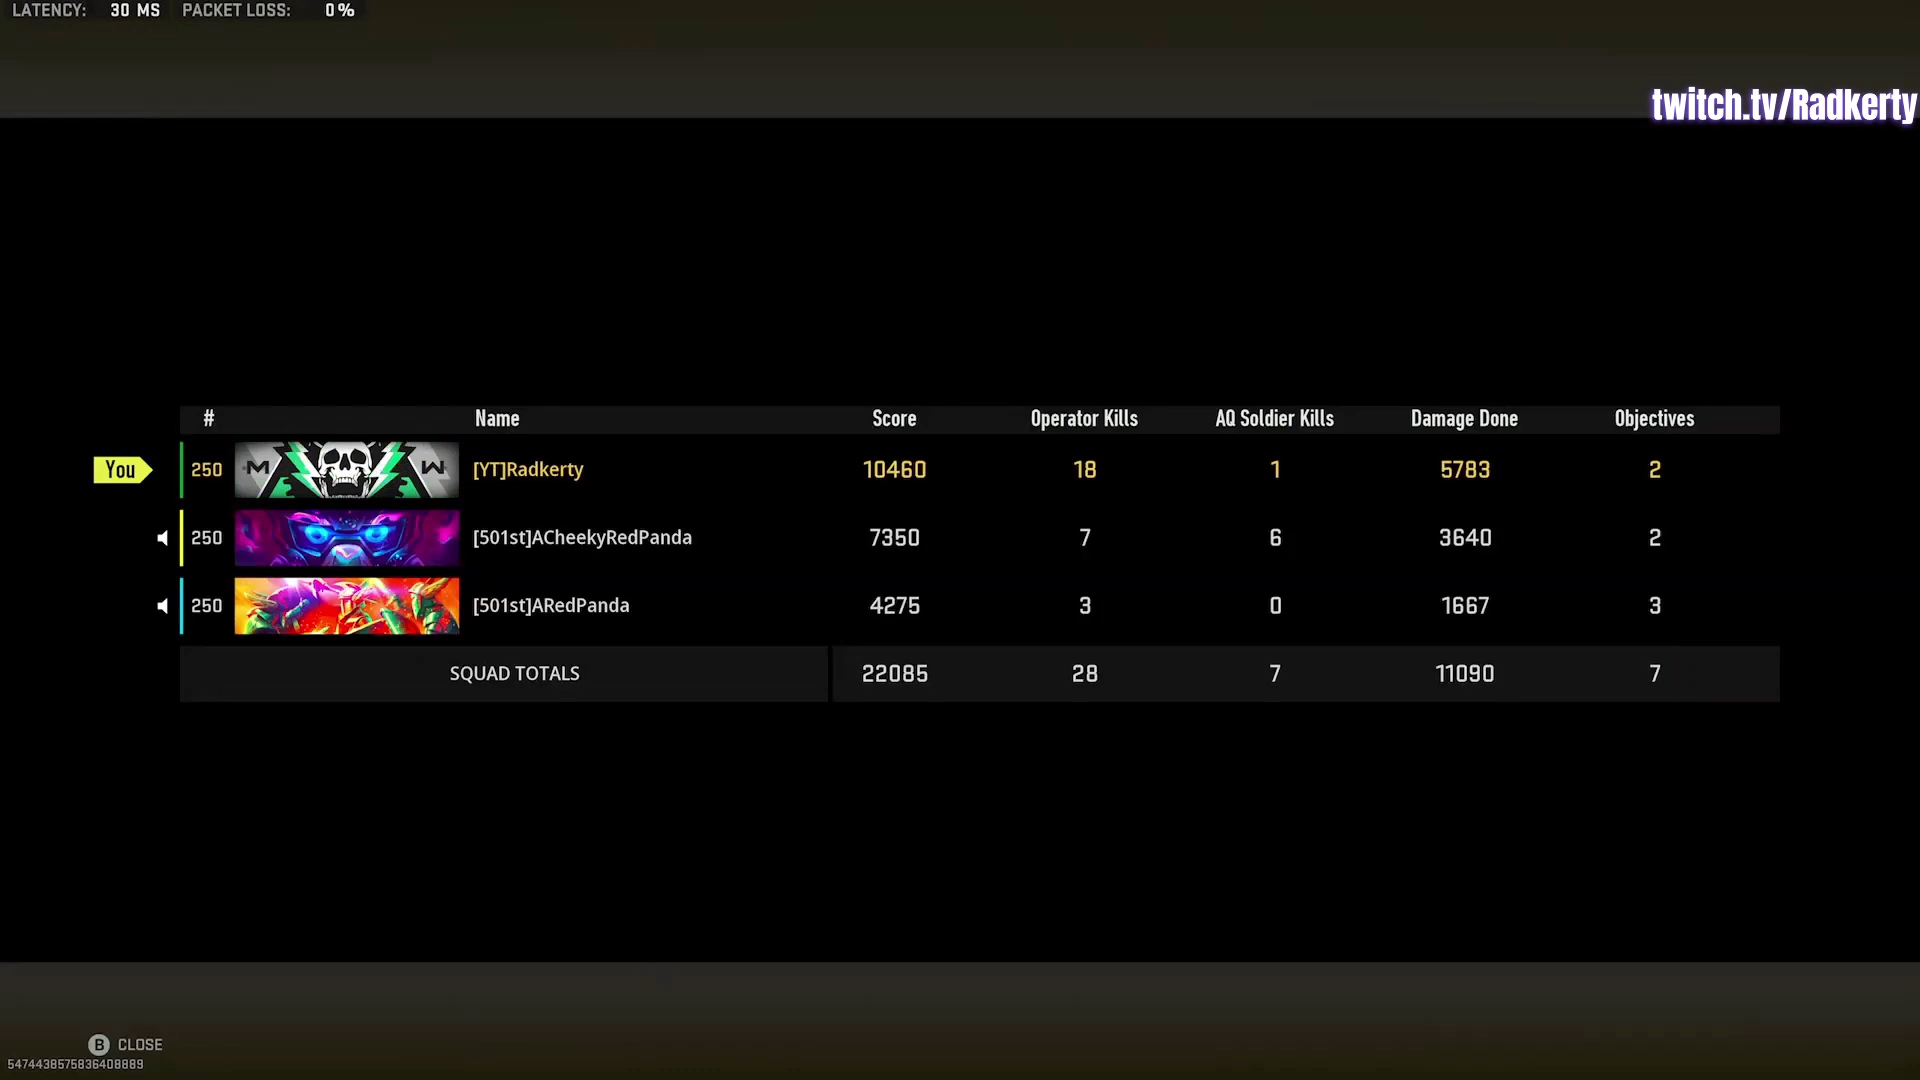 LATENCY: 30 MS PACKET LOSS: 0%
twitch.tv/Radkerty
# Name Score Operator Kills AQ Soldier Kills Damage Done Objectives
You 250 M W [YT]Radkerty 10460 18 1 5783 2
250 [501st]ACheekyRedPanda 7350 7 6 3640 2
250 [501st]ARedPanda 4275 3 0 1667 3
SQUAD TOTALS 22085 28 7 11090 7
B CLOSE
5474438575836408889